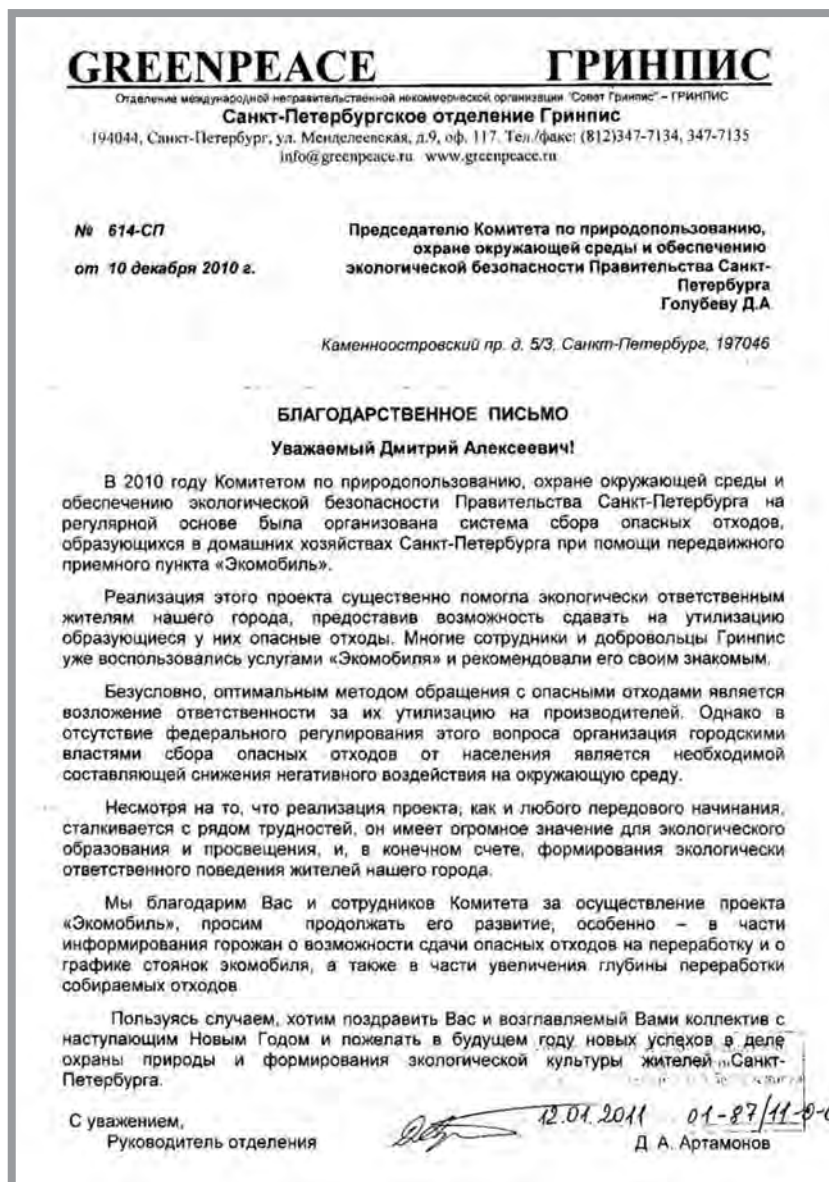 GREENPEACE ГРИНПИС
Отделение международной неправительственной некоммерческой организации "Совет Гринпис" – ГРИНПИС
Санкт-Петербургское отделение Гринпис
194044, Санкт-Петербург, ул. Менделеевская, д.9, оф. 117. Тел./факс: (812)347-7134, 347-7135
info@greenpeace.ru www.greenpeace.ru
№ 614-СП
от 10 декабря 2010 г.
Председателю Комитета по природопользованию,
охране окружающей среды и обеспечению
экологической безопасности Правительства Санкт-
Петербурга
Голубеву Д.А
Каменноостровский пр. д. 5/3, Санкт-Петербург, 197046
БЛАГОДАРСТВЕННОЕ ПИСЬМО
Уважаемый Дмитрий Алексеевич!
В 2010 году Комитетом по природопользованию, охране окружающей среды и
обеспечению экологической безопасности Правительства Санкт-Петербурга на
регулярной основе была организована система сбора опасных отходов,
образующихся в домашних хозяйствах Санкт-Петербурга при помощи передвижного
приемного пункта «Экомобиль».
Реализация этого проекта существенно помогла экологически ответственным
жителям нашего города, предоставив возможность сдавать на утилизацию
образующиеся у них опасные отходы. Многие сотрудники и добровольцы Гринпис
уже воспользовались услугами «Экомобиля» и рекомендовали его своим знакомым.
Безусловно, оптимальным методом обращения с опасными отходами является
возложение ответственности за их утилизацию на производителей. Однако в
отсутствие федерального регулирования этого вопроса организация городскими
властями сбора опасных отходов от населения является необходимой
составляющей снижения негативного воздействия на окружающую среду.
Несмотря на то, что реализация проекта, как и любого передового начинания,
сталкивается с рядом трудностей, он имеет огромное значение для экологического
образования и просвещения, и, в конечном счете, формирования экологически
ответственного поведения жителей нашего города.
Мы благодарим Вас и сотрудников Комитета за осуществление проекта
«Экомобиль», просим продолжать его развитие, особенно – в части
информирования горожан о возможности сдачи опасных отходов на переработку и о
графике стоянок экомобиля, а также в части увеличения глубины переработки
собираемых отходов
Пользуясь случаем, хотим поздравить Вас и возглавляемый Вами коллектив с
наступающим Новым Годом и пожелать в будущем году новых успехов в деле
охраны природы и формирования экологической культуры жителей Санкт-
Петербурга.
С уважением,
Руководитель отделения
12.01.2011 01-87/11-0-0
Д. А. Артамонов